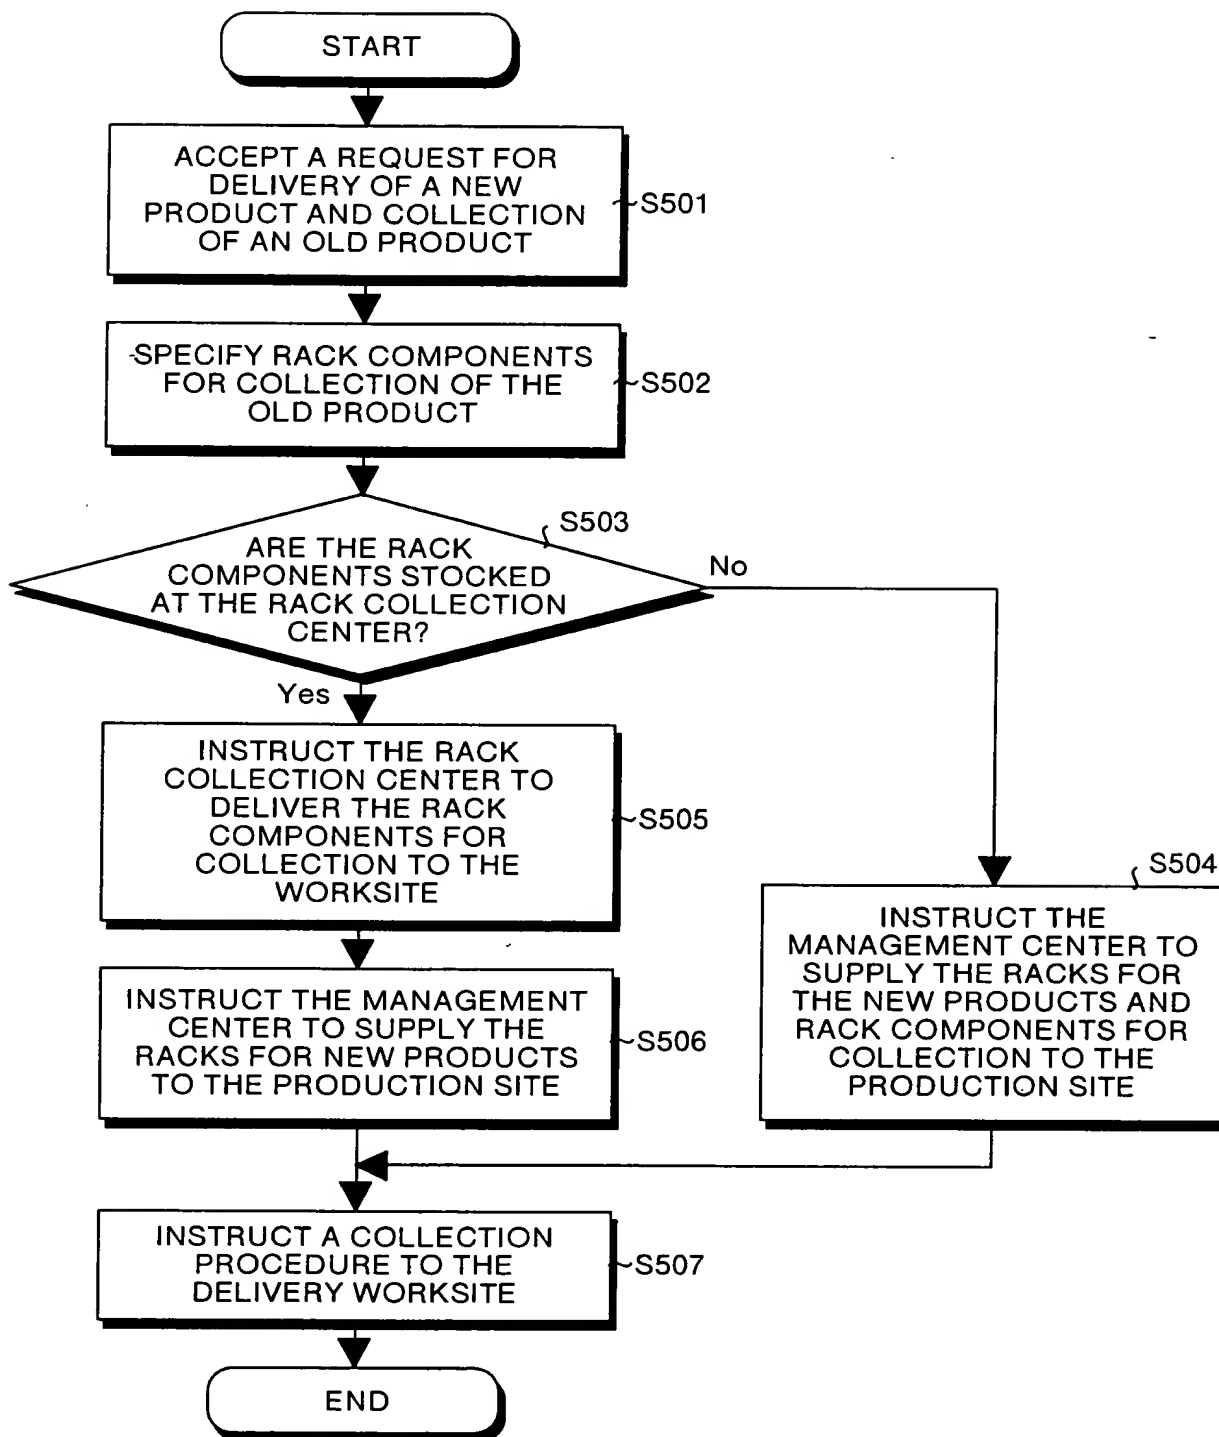 START
ACCEPT A REQUEST FOR
DELIVERY OF A NEW
PRODUCT AND COLLECTION
OF AN OLD PRODUCT
S501
SPECIFY RACK COMPONENTS
FOR COLLECTION OF THE
OLD PRODUCT
S502
S503
ARE THE RACK
COMPONENTS STOCKED
AT THE RACK COLLECTION
CENTER?
No
Yes
INSTRUCT THE RACK
COLLECTION CENTER TO
DELIVER THE RACK
COMPONENTS FOR
COLLECTION TO THE
WORKSITE
S505
S504
INSTRUCT THE
MANAGEMENT CENTER TO
SUPPLY THE RACKS FOR
THE NEW PRODUCTS AND
RACK COMPONENTS FOR
COLLECTION TO THE
PRODUCTION SITE
INSTRUCT THE MANAGEMENT
CENTER TO SUPPLY THE
RACKS FOR NEW PRODUCTS
TO THE PRODUCTION SITE
S506
INSTRUCT A COLLECTION
PROCEDURE TO THE
DELIVERY WORKSITE
S507
END